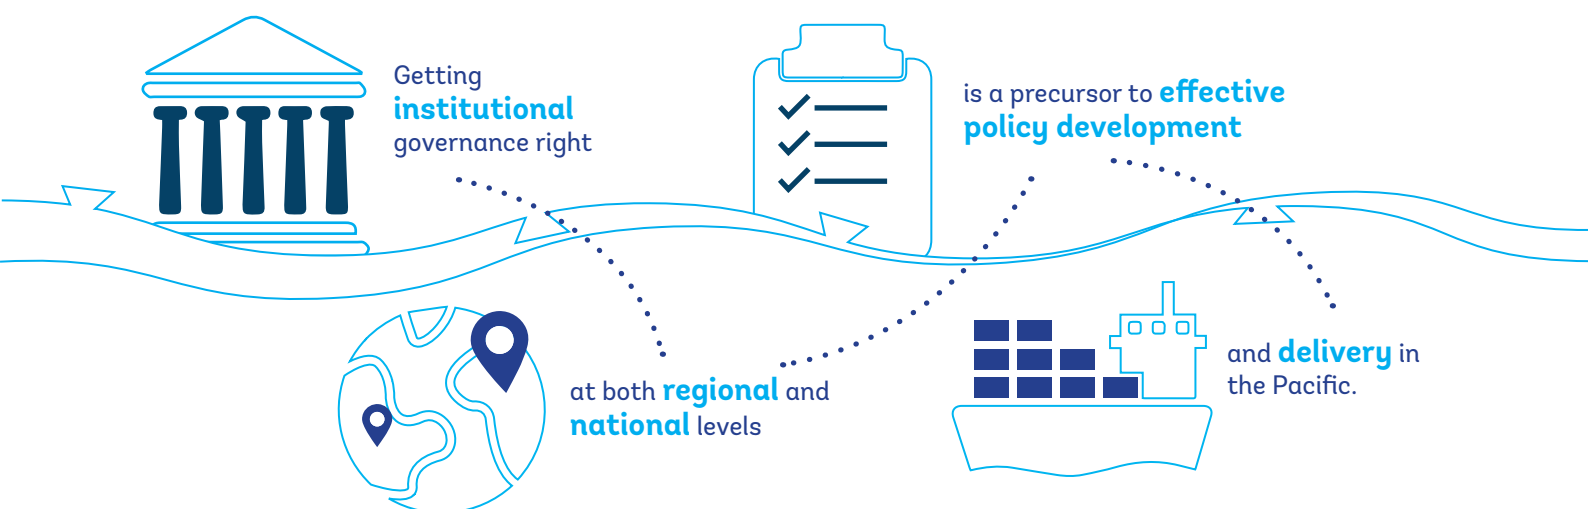 Getting
institutional
governance right
at both regional and
national levels
is a precursor to effective
policy development
and delivery in
the Pacific.